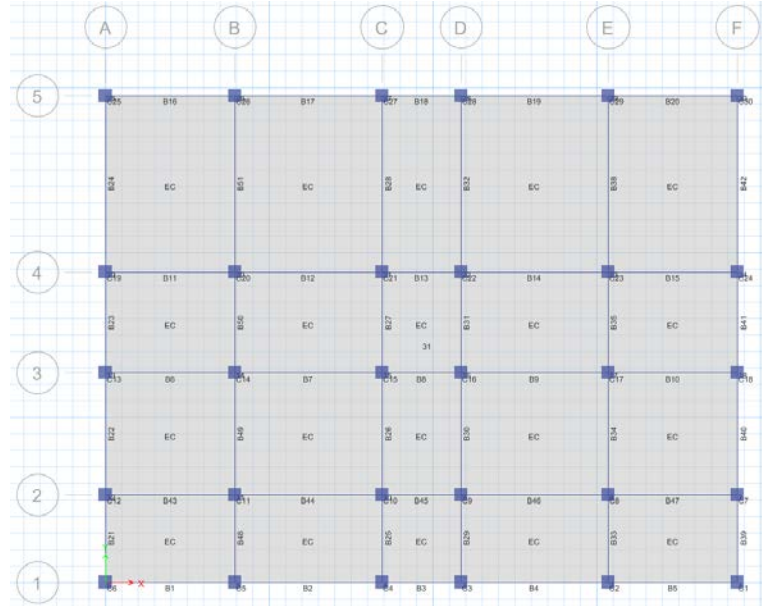 A B C D E F
5
C25 B16 C26 B17 C27 B18 C28 B19 C29 B20 C30
B24 B51 B28 B32 B38 B42
EC EC EC EC EC
4
C19 B11 C20 B12 C21 B13 C22 B14 C23 B15 C24
B23 B50 B27 B31 B35 B41
EC EC EC EC EC
31
3
C13 B6 C14 B7 C15 B8 C16 B9 C17 B10 C18
B22 B49 B26 B30 B34 B40
EC EC EC EC EC
2
C12 B43 C11 B44 C10 B45 C9 B46 C8 B47 C7
B21 B48 B25 B29 B33 B39
EC EC EC EC EC
Y
1
C6 X B1 C5 B2 C4 B3 C3 B4 C2 B5 C1